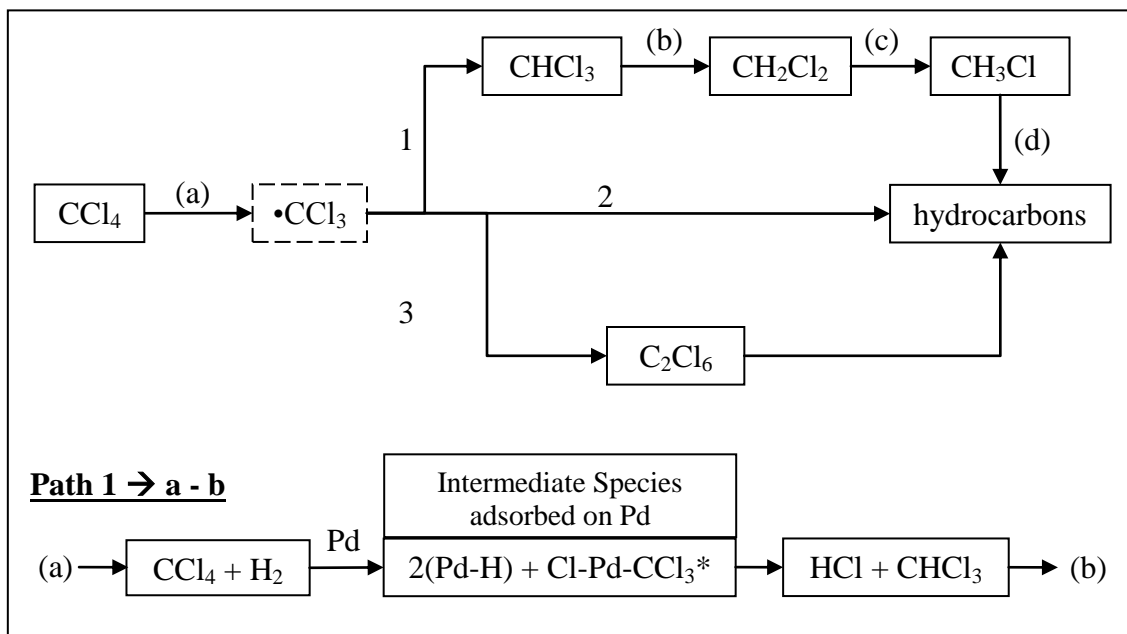 (b)
(c)
CHCl₃
CH₂Cl₂
CH₃Cl
1
(d)
(a)
2
CCl₄
•CCl₃
hydrocarbons
3
C₂Cl₆
Path 1 → a - b
Intermediate Species
adsorbed on Pd
Pd
(a)
CCl₄ + H₂
2(Pd-H) + Cl-Pd-CCl₃*
HCl + CHCl₃
(b)